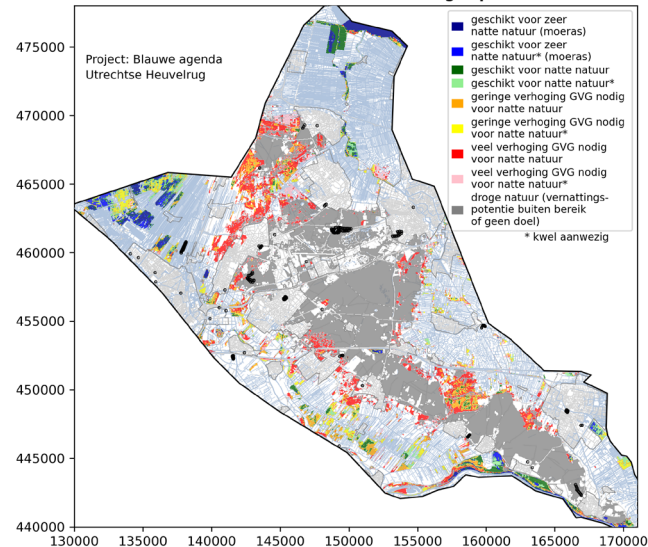 geschikt voor zeer
natte natuur (moeras)
geschikt voor zeer
natte natuur* (moeras)
geschikt voor natte natuur
geschikt voor natte natuur*
geringe verhoging GVG nodig
voor natte natuur
geringe verhoging GVG nodig
voor natte natuur*
veel verhoging GVG nodig
voor natte natuur
veel verhoging GVG nodig
voor natte natuur*
droge natuur (vernattings-
potentie buiten bereik
of geen doel)
* kwel aanwezig
Project: Blauwe agenda
Utrechtse Heuvelrug
475000
470000
465000
460000
455000
450000
445000
440000
130000 135000 140000 145000 150000 155000 160000 165000 170000